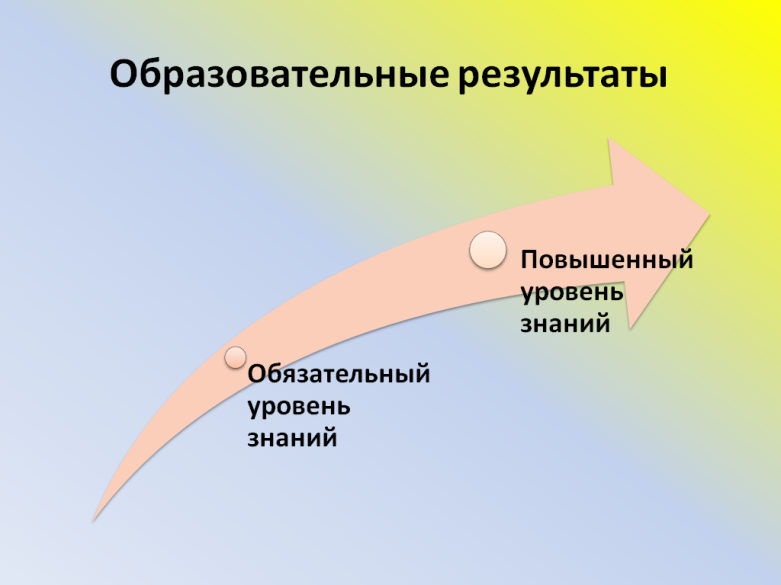 Образовательные результаты
Повышенный
уровень
знаний
Обязательный
уровень
знаний